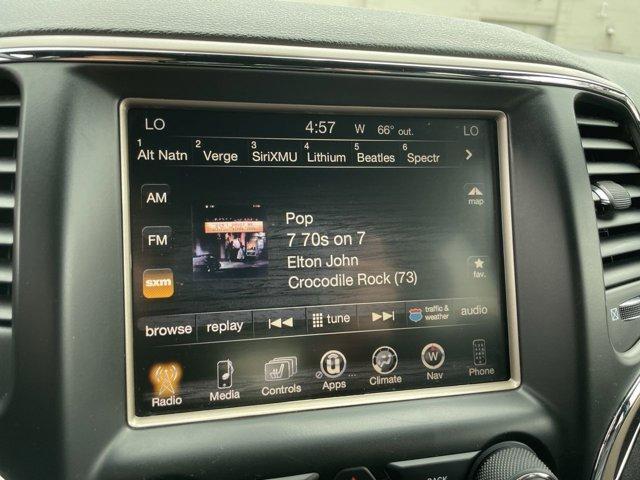 LO 4:57 W 66° out. LO
1 Alt Natn 2 Verge 3 SiriXMU 4 Lithium 5 Beatles 6 Spectr
AM
map
Pop
FM
7 70s on 7
Elton John
fav.
sxm
Crocodile Rock (73)
browse replay tune traffic & weather audio
Radio Media Controls Apps Climate Nav Phone
BACK